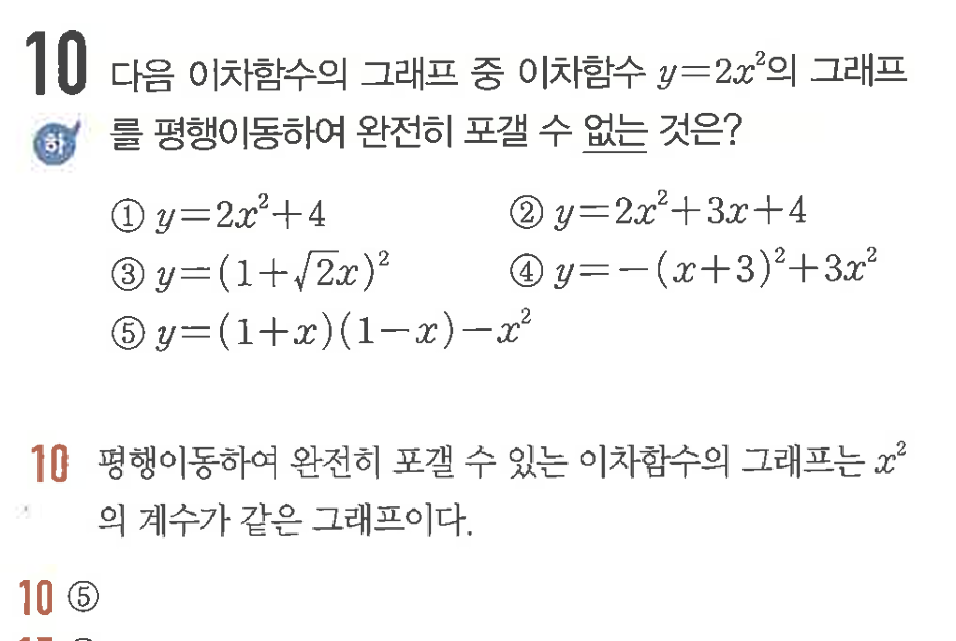 10 다음 이차함수의 그래프 중 이차함수 y=2x²의 그래프
하 를 평행이동하여 완전히 포갤 수 없는 것은?
① y=2x²+4 ② y=2x²+3x+4
③ y=(1+√2x)² ④ y=-(x+3)²+3x²
⑤ y=(1+x)(1-x)-x²
10 평행이동하여 완전히 포갤 수 있는 이차함수의 그래프는 x²
의 계수가 같은 그래프이다.
10 ⑤